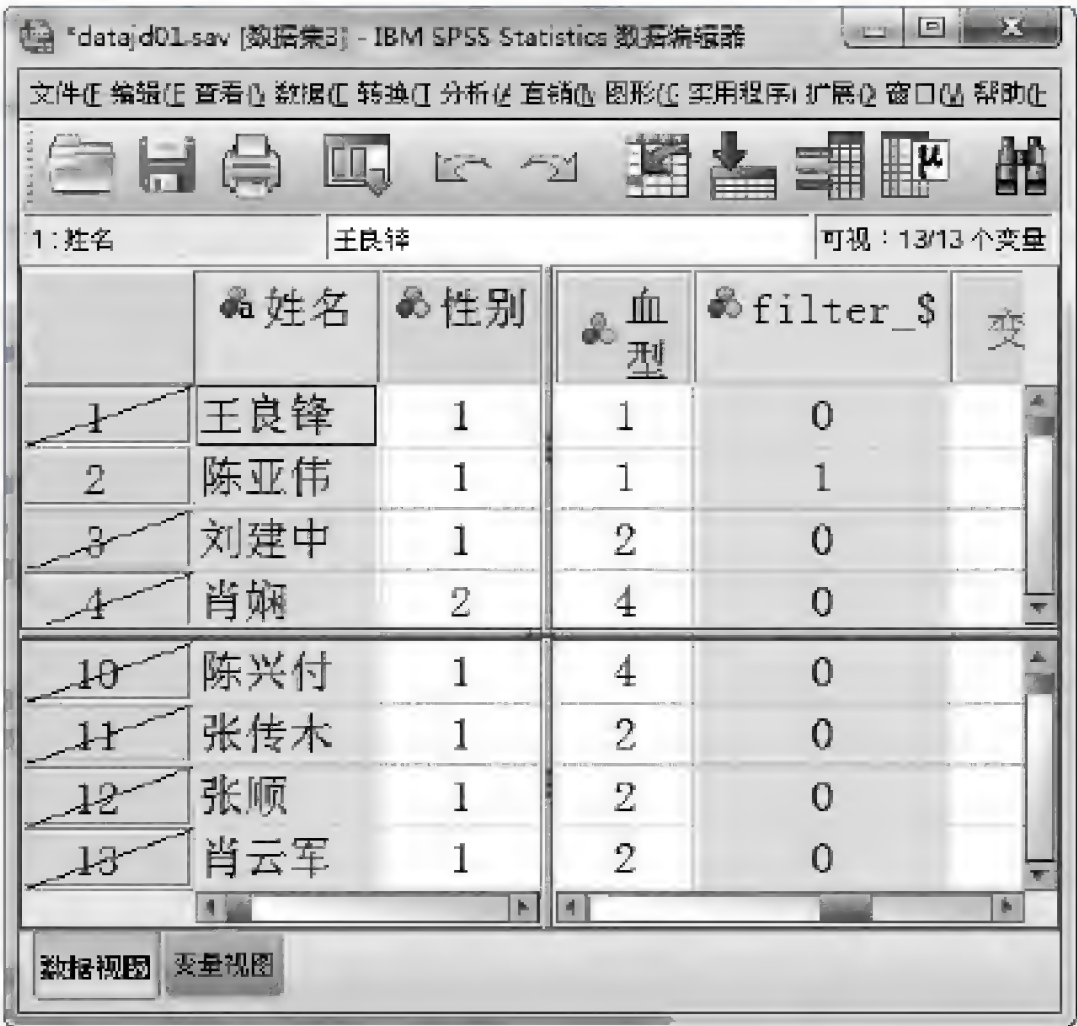 *datajd01.sav [数据集3] - IBM SPSS Statistics 数据编辑器
文件(F 编辑(E 查看(V 数据(D 转换(T 分析(A 直销(M 图形(G 实用程序( 扩展(X 窗口(W 帮助(H
1:姓名 王良锋 可视:13/13 个变量
姓名 性别 血型 filter_$ 变
1 王良锋 1 1 0
2 陈亚伟 1 1 1
3 刘建中 1 2 0
4 肖娴 2 4 0
10 陈兴付 1 4 0
11 张传木 1 2 0
12 张顺 1 2 0
13 肖云军 1 2 0
数据视图 变量视图